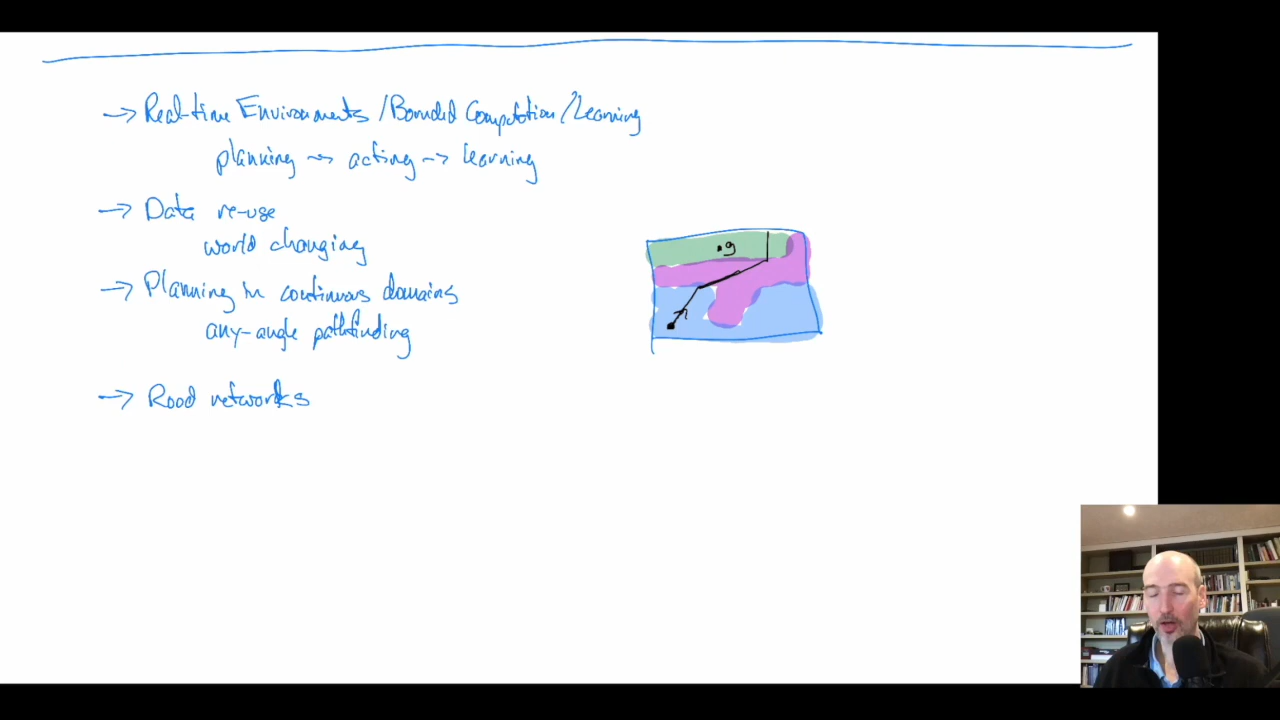 → Real-time Environments / Bounded Computation / Learning
planning → acting → learning
→ Data re-use
world changing
.g
→ Planning in continuous domains
any-angle pathfinding
→ Road networks